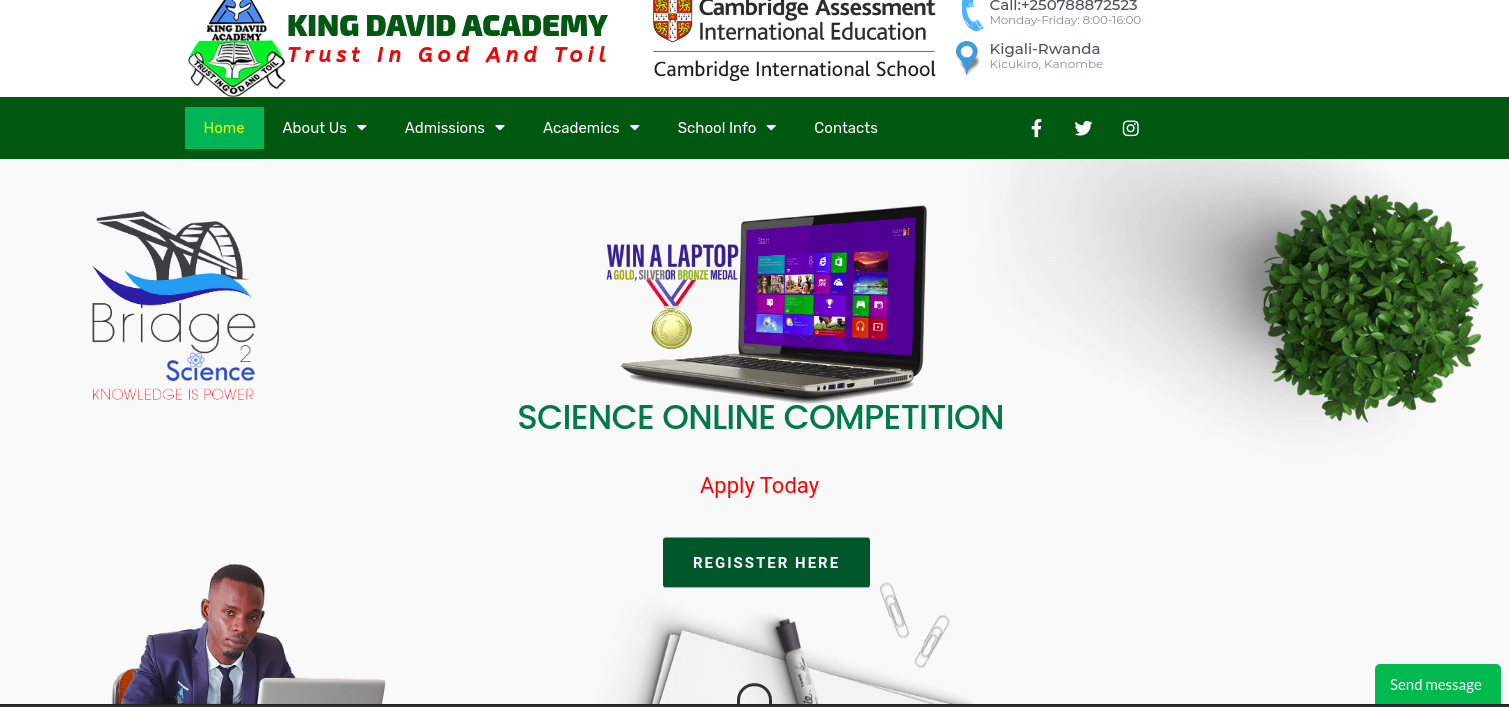 KING DAVID
ACADEMY
TRUST IN GOD AND TOIL
KING DAVID ACADEMY
Trust In God And Toil
Cambridge Assessment
International Education
Cambridge International School
Call:+250788872523
Monday-Friday: 8:00-16:00
Kigali-Rwanda
Kicukiro, Kanombe
Home
About Us
Admissions
Academics
School Info
Contacts
Bridge
2
Science
KNOWLEDGE IS POWER
WIN A LAPTOP
A GOLD, SILVEROR BRONZE MEDAL
Start
SCIENCE ONLINE COMPETITION
Apply Today
REGISSTER HERE
Send message